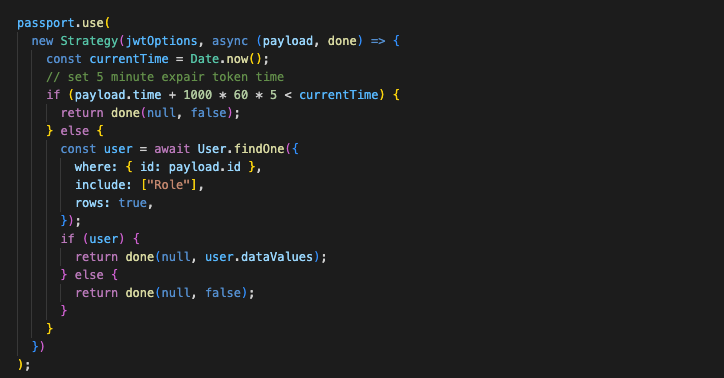 passport.use(
  new Strategy(jwtOptions, async (payload, done) => {
    const currentTime = Date.now();
    // set 5 minute expair token time
    if (payload.time + 1000 * 60 * 5 < currentTime) {
      return done(null, false);
    } else {
      const user = await User.findOne({
        where: { id: payload.id },
        include: ["Role"],
        rows: true,
      });
      if (user) {
        return done(null, user.dataValues);
      } else {
        return done(null, false);
      }
    }
  })
);